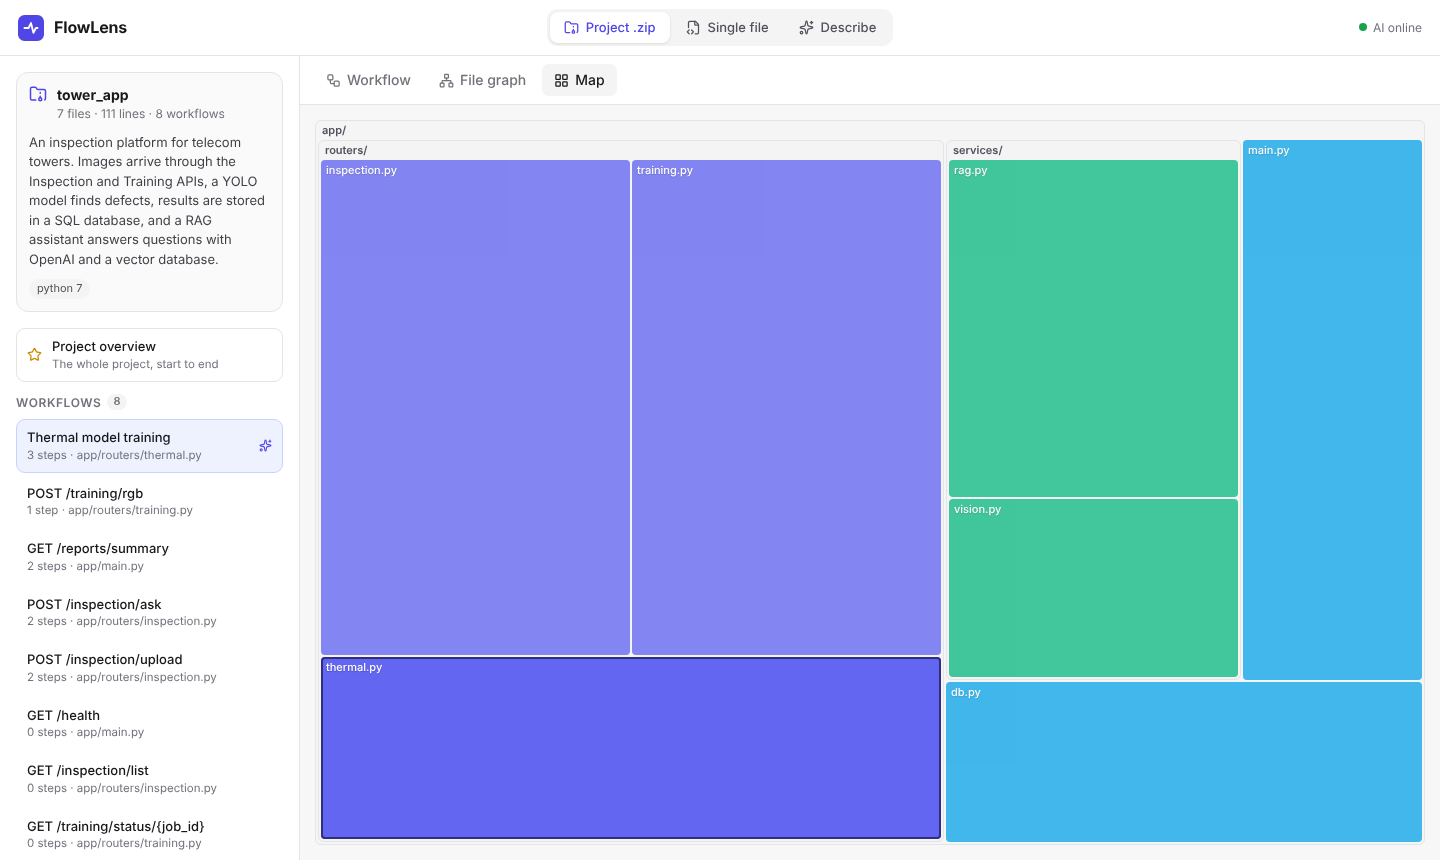 FlowLens
Project .zip
Single file
Describe
AI online
tower_app
7 files · 111 lines · 8 workflows
An inspection platform for telecom
towers. Images arrive through the
Inspection and Training APIs, a YOLO
model finds defects, results are stored
in a SQL database, and a RAG
assistant answers questions with
OpenAI and a vector database.
python 7
Project overview
The whole project, start to end
WORKFLOWS 8
Thermal model training
3 steps · app/routers/thermal.py
POST /training/rgb
1 step · app/routers/training.py
GET /reports/summary
2 steps · app/main.py
POST /inspection/ask
2 steps · app/routers/inspection.py
POST /inspection/upload
2 steps · app/routers/inspection.py
GET /health
0 steps · app/main.py
GET /inspection/list
0 steps · app/routers/inspection.py
GET /training/status/{job_id}
0 steps · app/routers/training.py
Workflow
File graph
Map
app/
routers/
inspection.py
training.py
thermal.py
services/
rag.py
vision.py
main.py
db.py